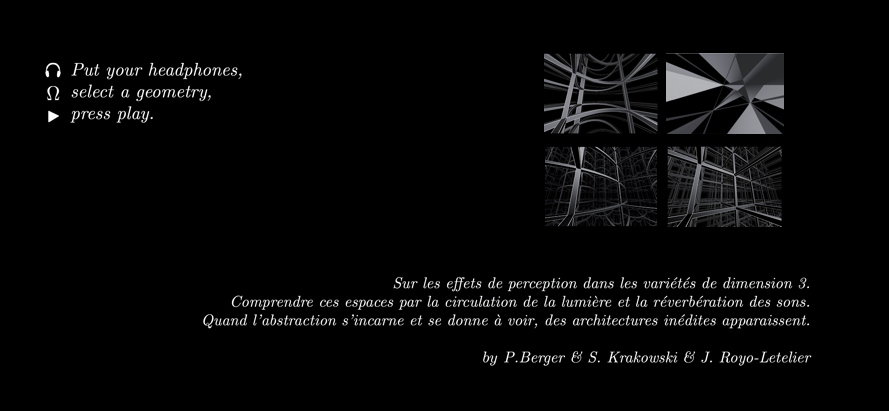 Put your headphones,
Ω select a geometry,
press play.
Sur les effets de perception dans les variétés de dimension 3.
Comprendre ces espaces par la circulation de la lumière et la réverbération des sons.
Quand l'abstraction s'incarne et se donne à voir, des architectures inédites apparaissent.
by P.Berger & S. Krakowski & J. Royo-Letelier